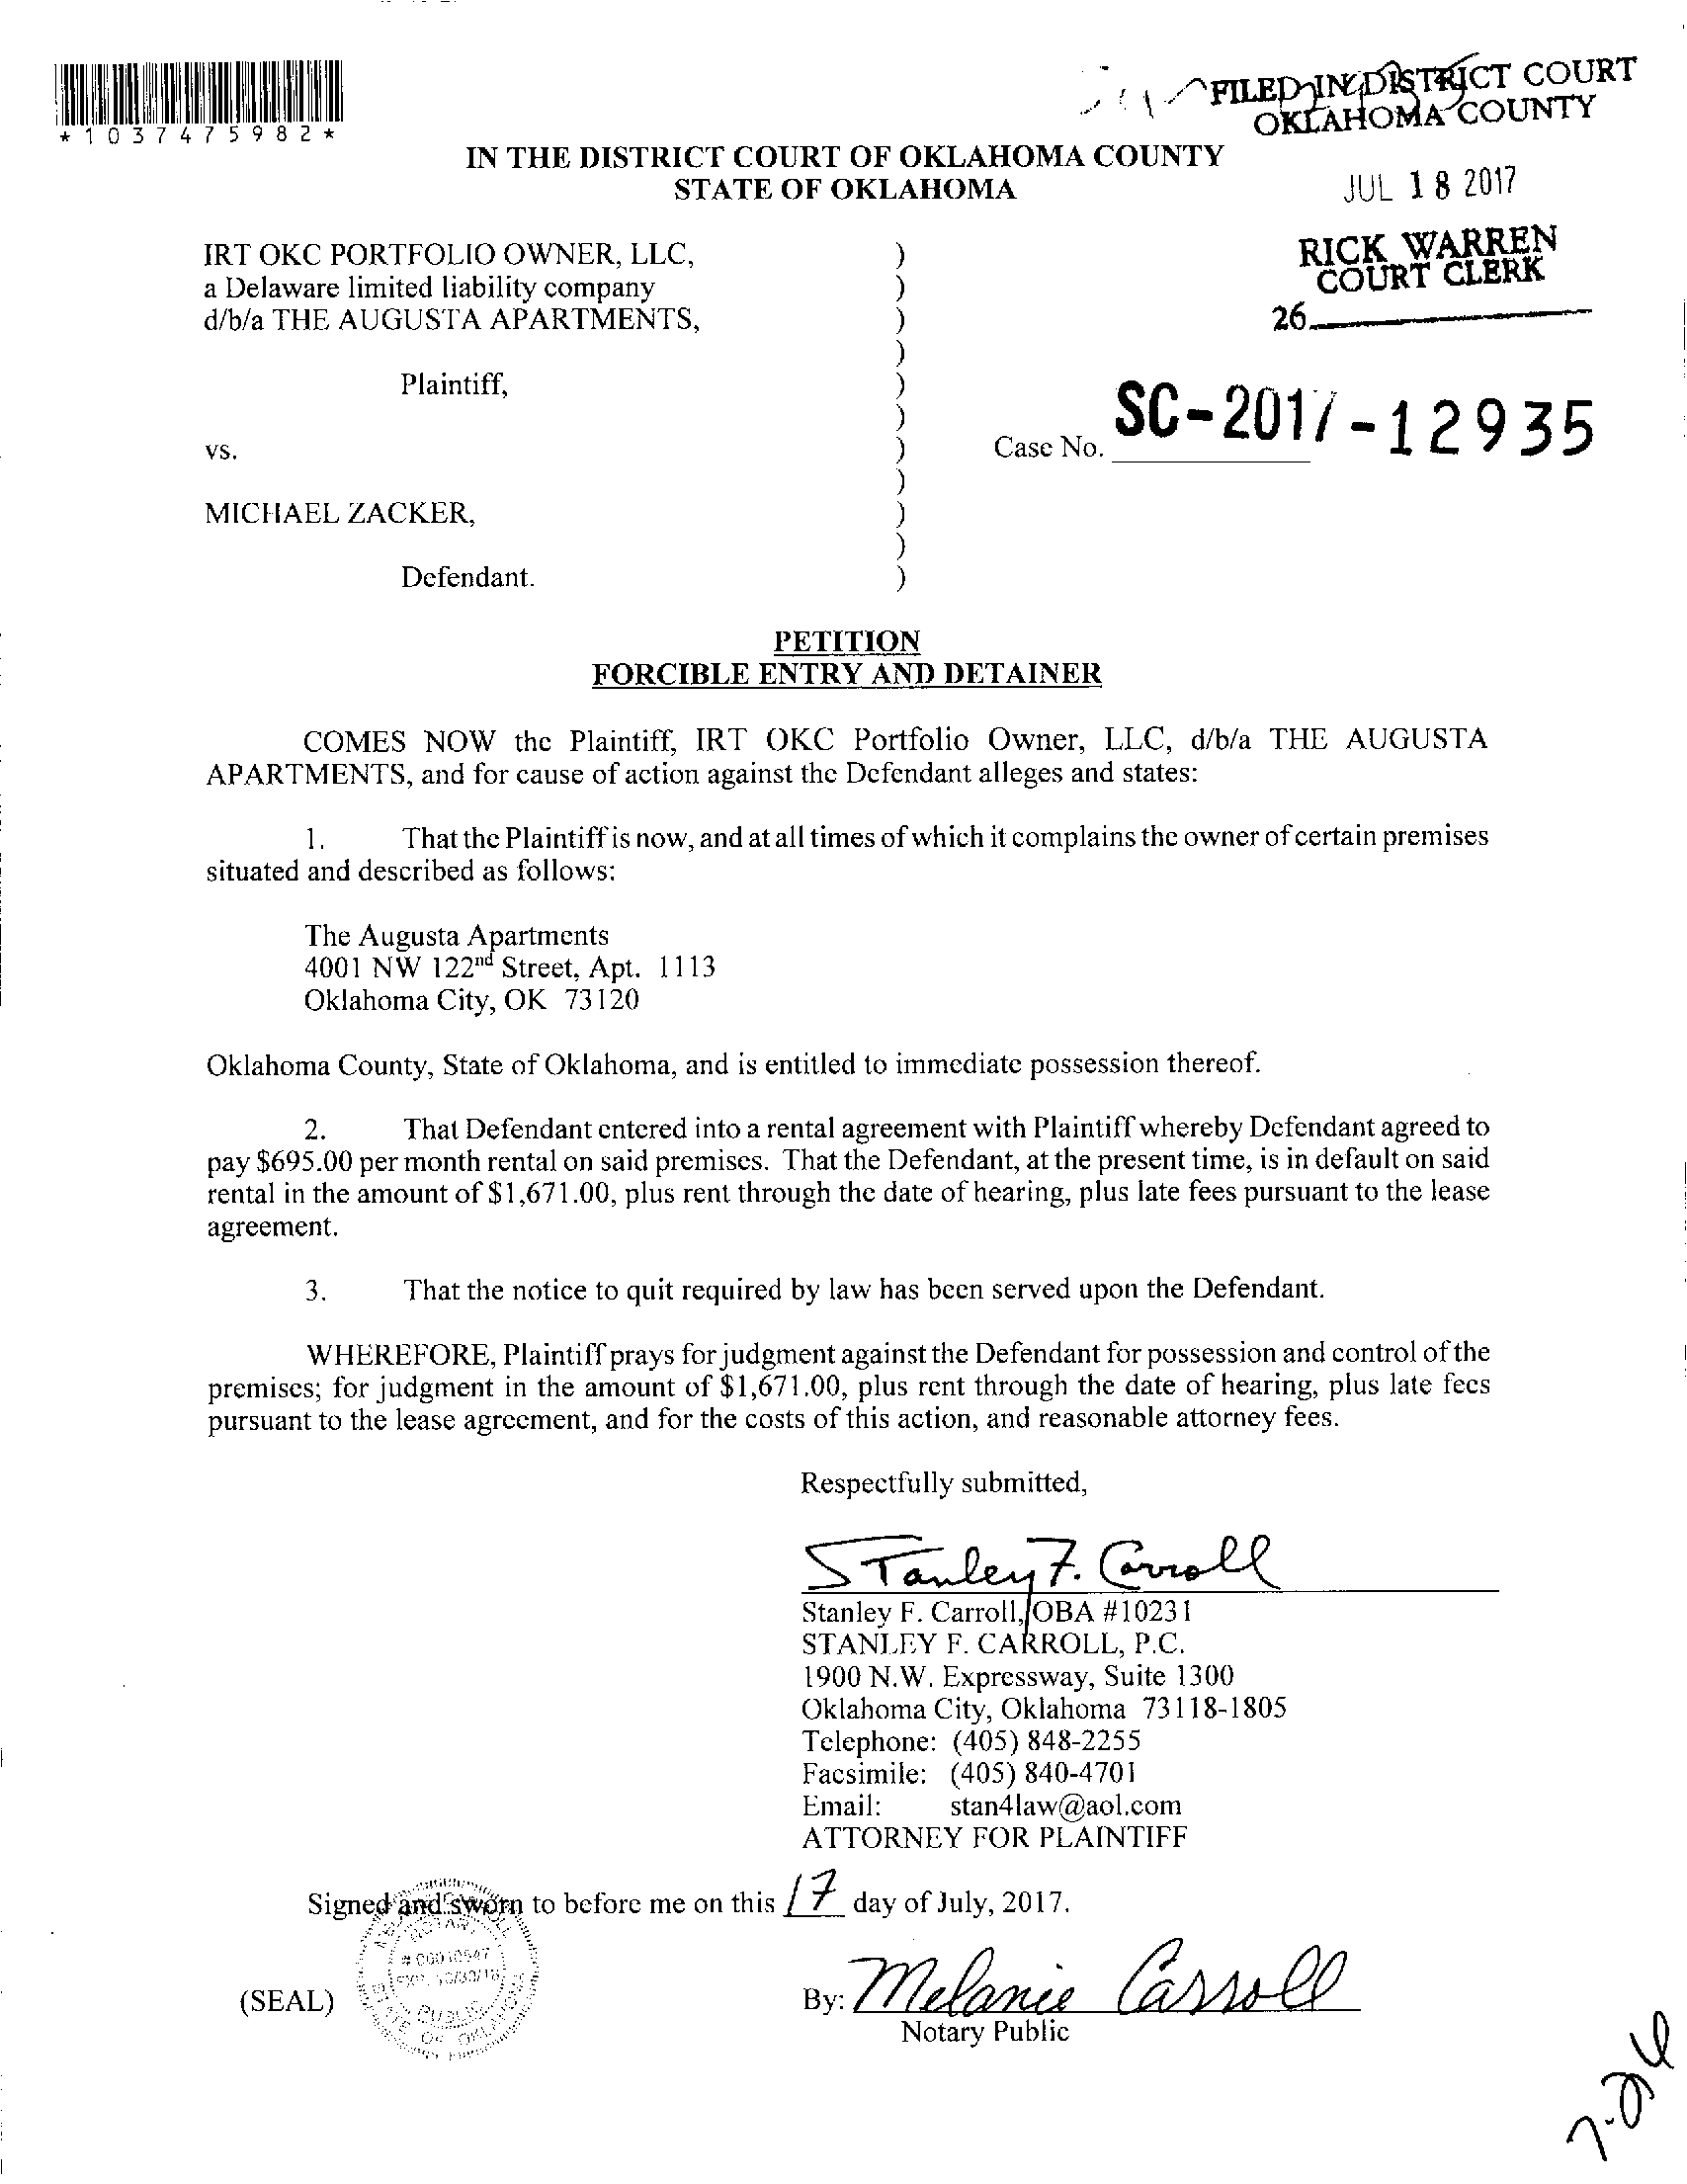 FILED IN DISTRICT COURT
OKLAHOMA COUNTY
*1037475982*
IN THE DISTRICT COURT OF OKLAHOMA COUNTY
STATE OF OKLAHOMA
JUL 18 2017
RICK WARREN
COURT CLERK
26
IRT OKC PORTFOLIO OWNER, LLC, )
a Delaware limited liability company )
d/b/a THE AUGUSTA APARTMENTS, )
)
Plaintiff, )
)
vs. ) Case No. SC-2017-12935
)
MICHAEL ZACKER, )
)
Defendant. )
PETITION
FORCIBLE ENTRY AND DETAINER
COMES NOW the Plaintiff, IRT OKC Portfolio Owner, LLC, d/b/a THE AUGUSTA
APARTMENTS, and for cause of action against the Defendant alleges and states:
1. That the Plaintiff is now, and at all times of which it complains the owner of certain premises
situated and described as follows:
The Augusta Apartments
4001 NW 122nd Street, Apt. 1113
Oklahoma City, OK 73120
Oklahoma County, State of Oklahoma, and is entitled to immediate possession thereof.
2. That Defendant entered into a rental agreement with Plaintiff whereby Defendant agreed to
pay $695.00 per month rental on said premises. That the Defendant, at the present time, is in default on said
rental in the amount of $1,671.00, plus rent through the date of hearing, plus late fees pursuant to the lease
agreement.
3. That the notice to quit required by law has been served upon the Defendant.
WHEREFORE, Plaintiff prays for judgment against the Defendant for possession and control of the
premises; for judgment in the amount of $1,671.00, plus rent through the date of hearing, plus late fees
pursuant to the lease agreement, and for the costs of this action, and reasonable attorney fees.
Respectfully submitted,
Stanley F. Carroll
Stanley F. Carroll, OBA #10231
STANLEY F. CARROLL, P.C.
1900 N.W. Expressway, Suite 1300
Oklahoma City, Oklahoma 73118-1805
Telephone: (405) 848-2255
Facsimile: (405) 840-4701
Email: stan4law@aol.com
ATTORNEY FOR PLAINTIFF
Signed and sworn to before me on this 17 day of July, 2017.
(SEAL)
By: Melanie Carroll
Notary Public